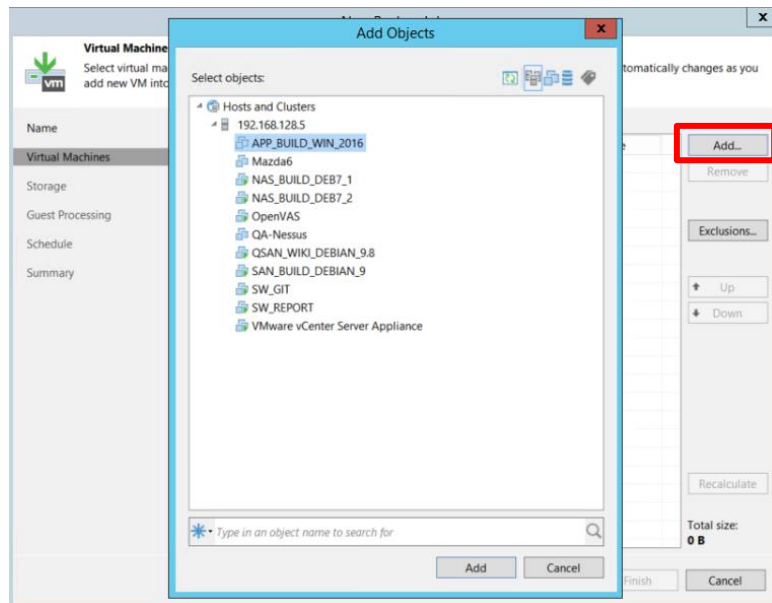 Add Objects
Virtual Machine
Select virtual ma
add new VM into
tomatically changes as you
vm
Name
Virtual Machines
Storage
Guest Processing
Schedule
Summary
Select objects:
Hosts and Clusters
192.168.128.5
APP_BUILD_WIN_2016
Mazda6
NAS_BUILD_DEB7_1
NAS_BUILD_DEB7_2
OpenVAS
QA-Nessus
QSAN_WIKI_DEBIAN_9.8
SAN_BUILD_DEBIAN_9
SW_GIT
SW_REPORT
VMware vCenter Server Appliance
Type in an object name to search for
Add
Cancel
Add...
Remove
Exclusions...
Up
Down
Recalculate
Total size:
0 B
Finish
Cancel